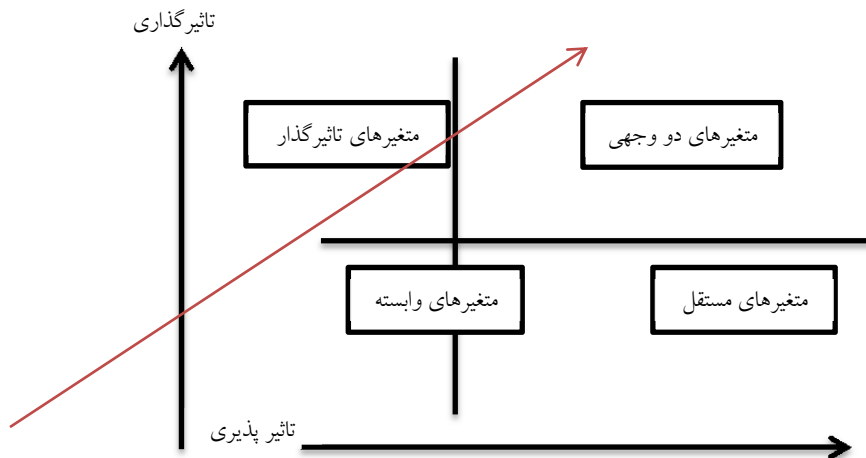 تاثیرگذاری
متغیرهای دو وجهی
متغیرهای تاثیرگذار
متغیرهای مستقل
متغیرهای وابسته
تاثیر پذیری